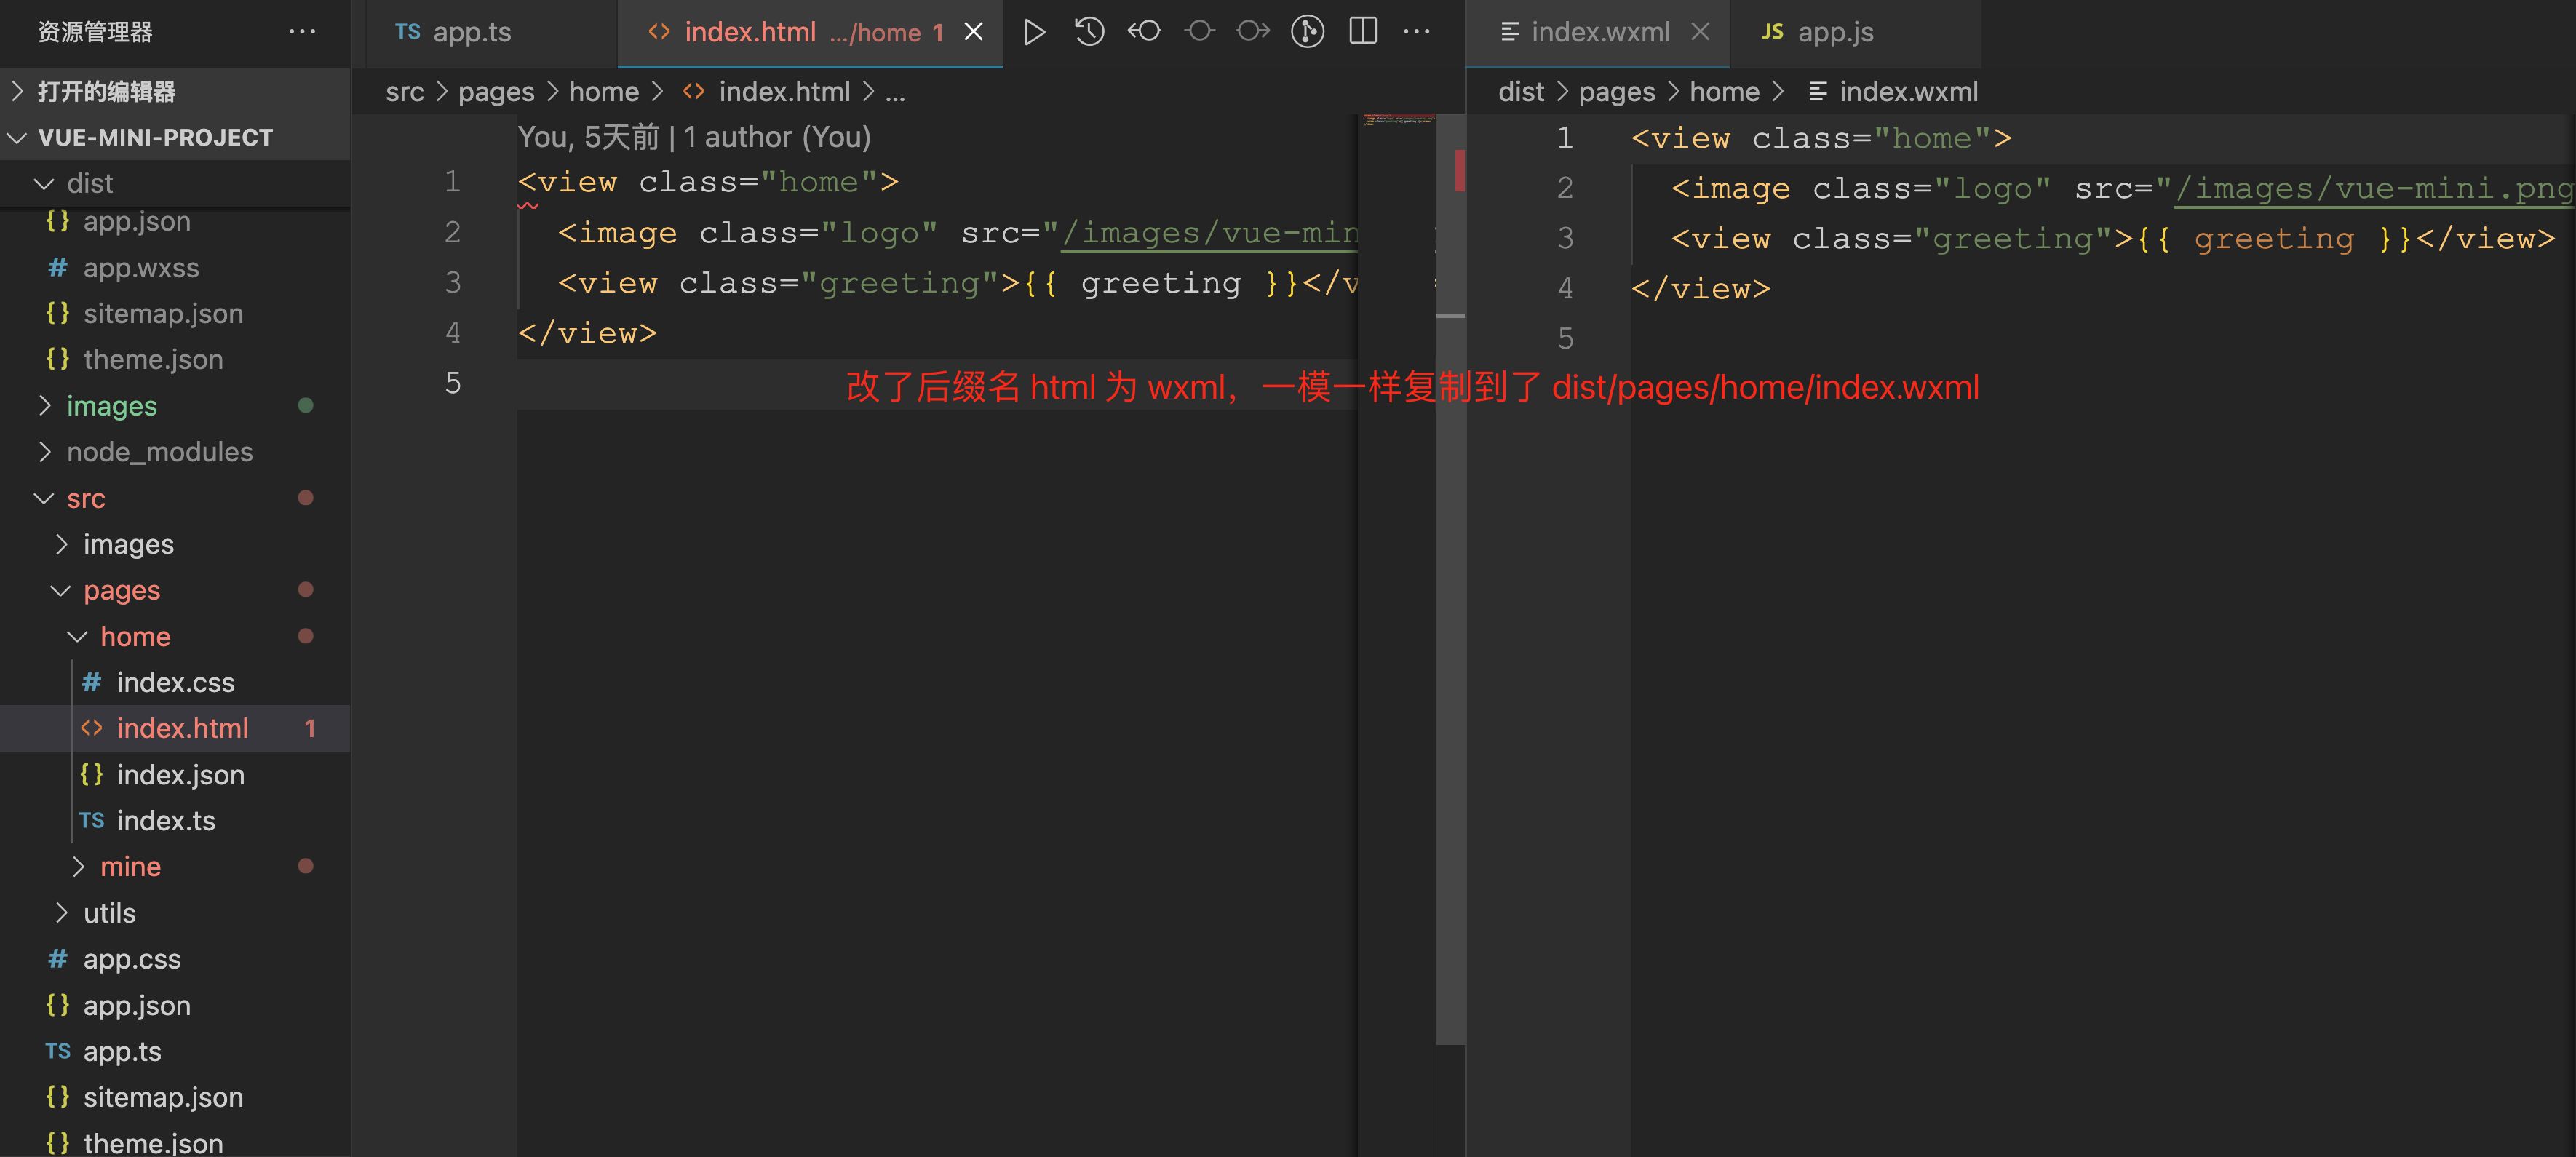 资源管理器
打开的编辑器
VUE-MINI-PROJECT
dist
app.json
app.wxss
sitemap.json
theme.json
images
node_modules
src
images
pages
home
index.css
index.html 1
index.json
index.ts
mine
utils
app.css
app.json
app.ts
sitemap.json
theme.json
TS app.ts
index.html .../home 1
src > pages > home > index.html > ...
You, 5天前 | 1 author (You)
1 <view class="home">
2 <image class="logo" src="/images/vue-min
3 <view class="greeting">{{ greeting }}</v
4 </view>
5
index.wxml
JS app.js
dist > pages > home > index.wxml
1 <view class="home">
2 <image class="logo" src="/images/vue-mini.png
3 <view class="greeting">{{ greeting }}</view>
4 </view>
5
改了后缀名 html 为 wxml，一模一样复制到了 dist/pages/home/index.wxml